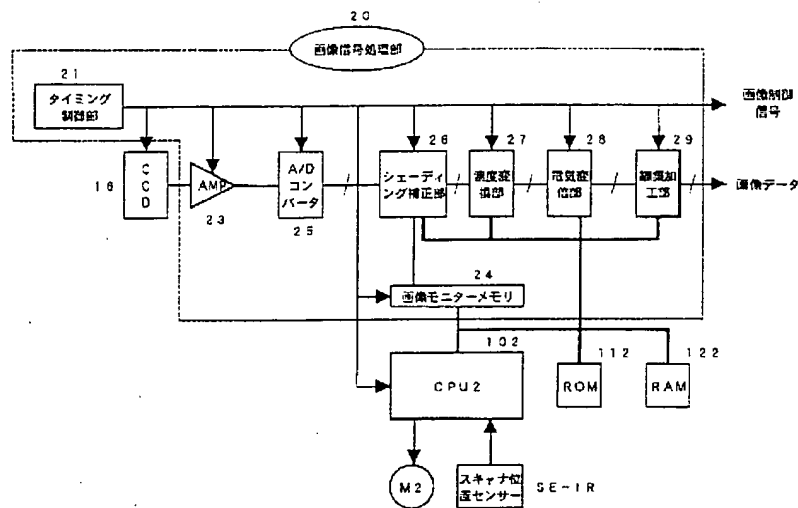 20
画像信号処理部
21
タイミング
制御部
画像制御
信号
16
CCD
AMP
23
A/D
コン
バータ
25
26
シェーディ
ング補正部
27
濃度変
換部
28
電気変
倍部
29
編集加
工部
画像データ
24
画像モニターメモリ
102
CPU2
112
ROM
122
RAM
M2
スキャナ位
置センサー
SE-1R